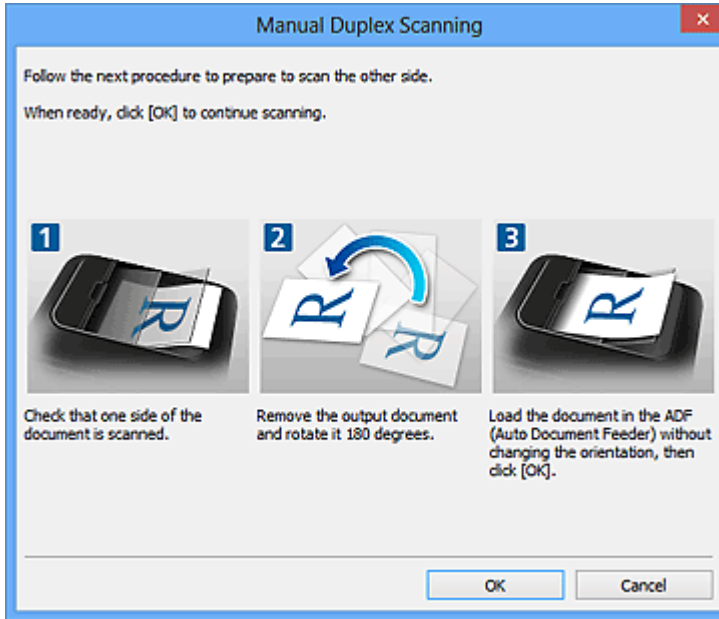 Manual Duplex Scanning
Follow the next procedure to prepare to scan the other side.
When ready, click [OK] to continue scanning.
1
2
3
R
R
R
R
Check that one side of the
document is scanned.
Remove the output document
and rotate it 180 degrees.
Load the document in the ADF
(Auto Document Feeder) without
changing the orientation, then
click [OK].
OK
Cancel